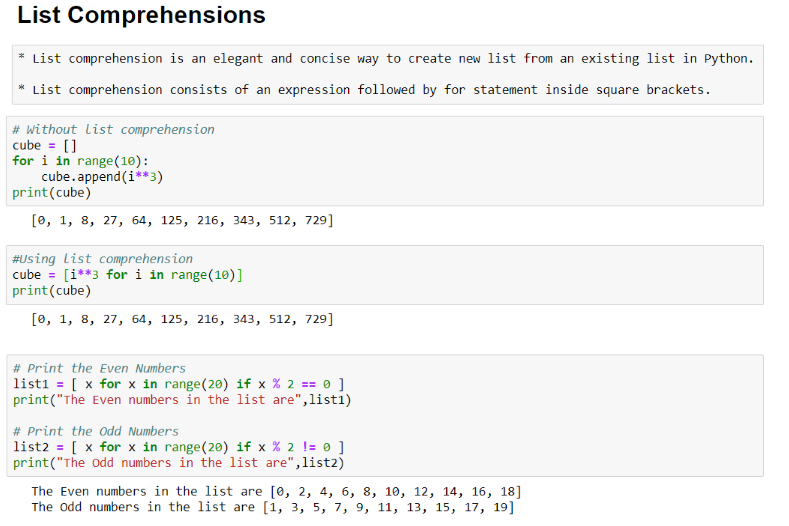 List Comprehensions
* List comprehension is an elegant and concise way to create new list from an existing list in Python.
* List comprehension consists of an expression followed by for statement inside square brackets.
# Without list comprehension
cube = []
for i in range(10):
    cube.append(i**3)
print(cube)
[0, 1, 8, 27, 64, 125, 216, 343, 512, 729]
#Using list comprehension
cube = [i**3 for i in range(10)]
print(cube)
[0, 1, 8, 27, 64, 125, 216, 343, 512, 729]
# Print the Even Numbers
list1 = [ x for x in range(20) if x % 2 == 0 ]
print("The Even numbers in the list are",list1)
# Print the Odd Numbers
list2 = [ x for x in range(20) if x % 2 != 0 ]
print("The Odd numbers in the list are",list2)
The Even numbers in the list are [0, 2, 4, 6, 8, 10, 12, 14, 16, 18]
The Odd numbers in the list are [1, 3, 5, 7, 9, 11, 13, 15, 17, 19]